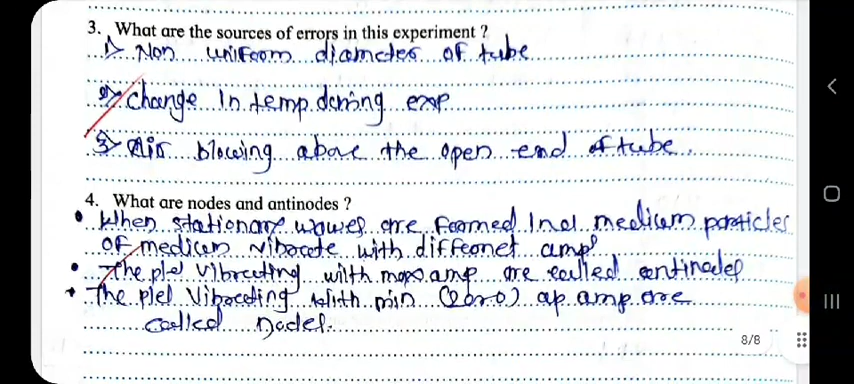 3. What are the sources of errors in this experiment ?
1> Non uniform diameter of tube
2> Change in temp. during exp
3> Air blowing above the open end of tube.
4. What are nodes and antinodes ?
• When stationary waves are formed in a medium particles
of medium vibrate with different amp
• The ptcl vibrating with max amp are called antinodes
• The ptcl vibrating with min (zero) ap amp are
called nodes.
8/8